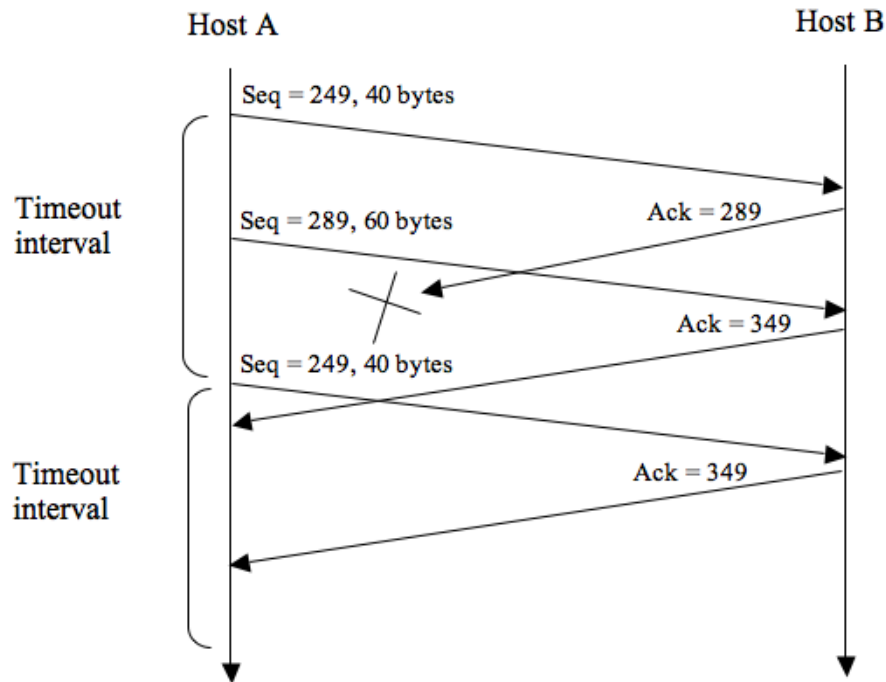 Host A
Host B
Seq = 249, 40 bytes
Timeout
interval
Ack = 289
Seq = 289, 60 bytes
Ack = 349
Seq = 249, 40 bytes
Timeout
interval
Ack = 349